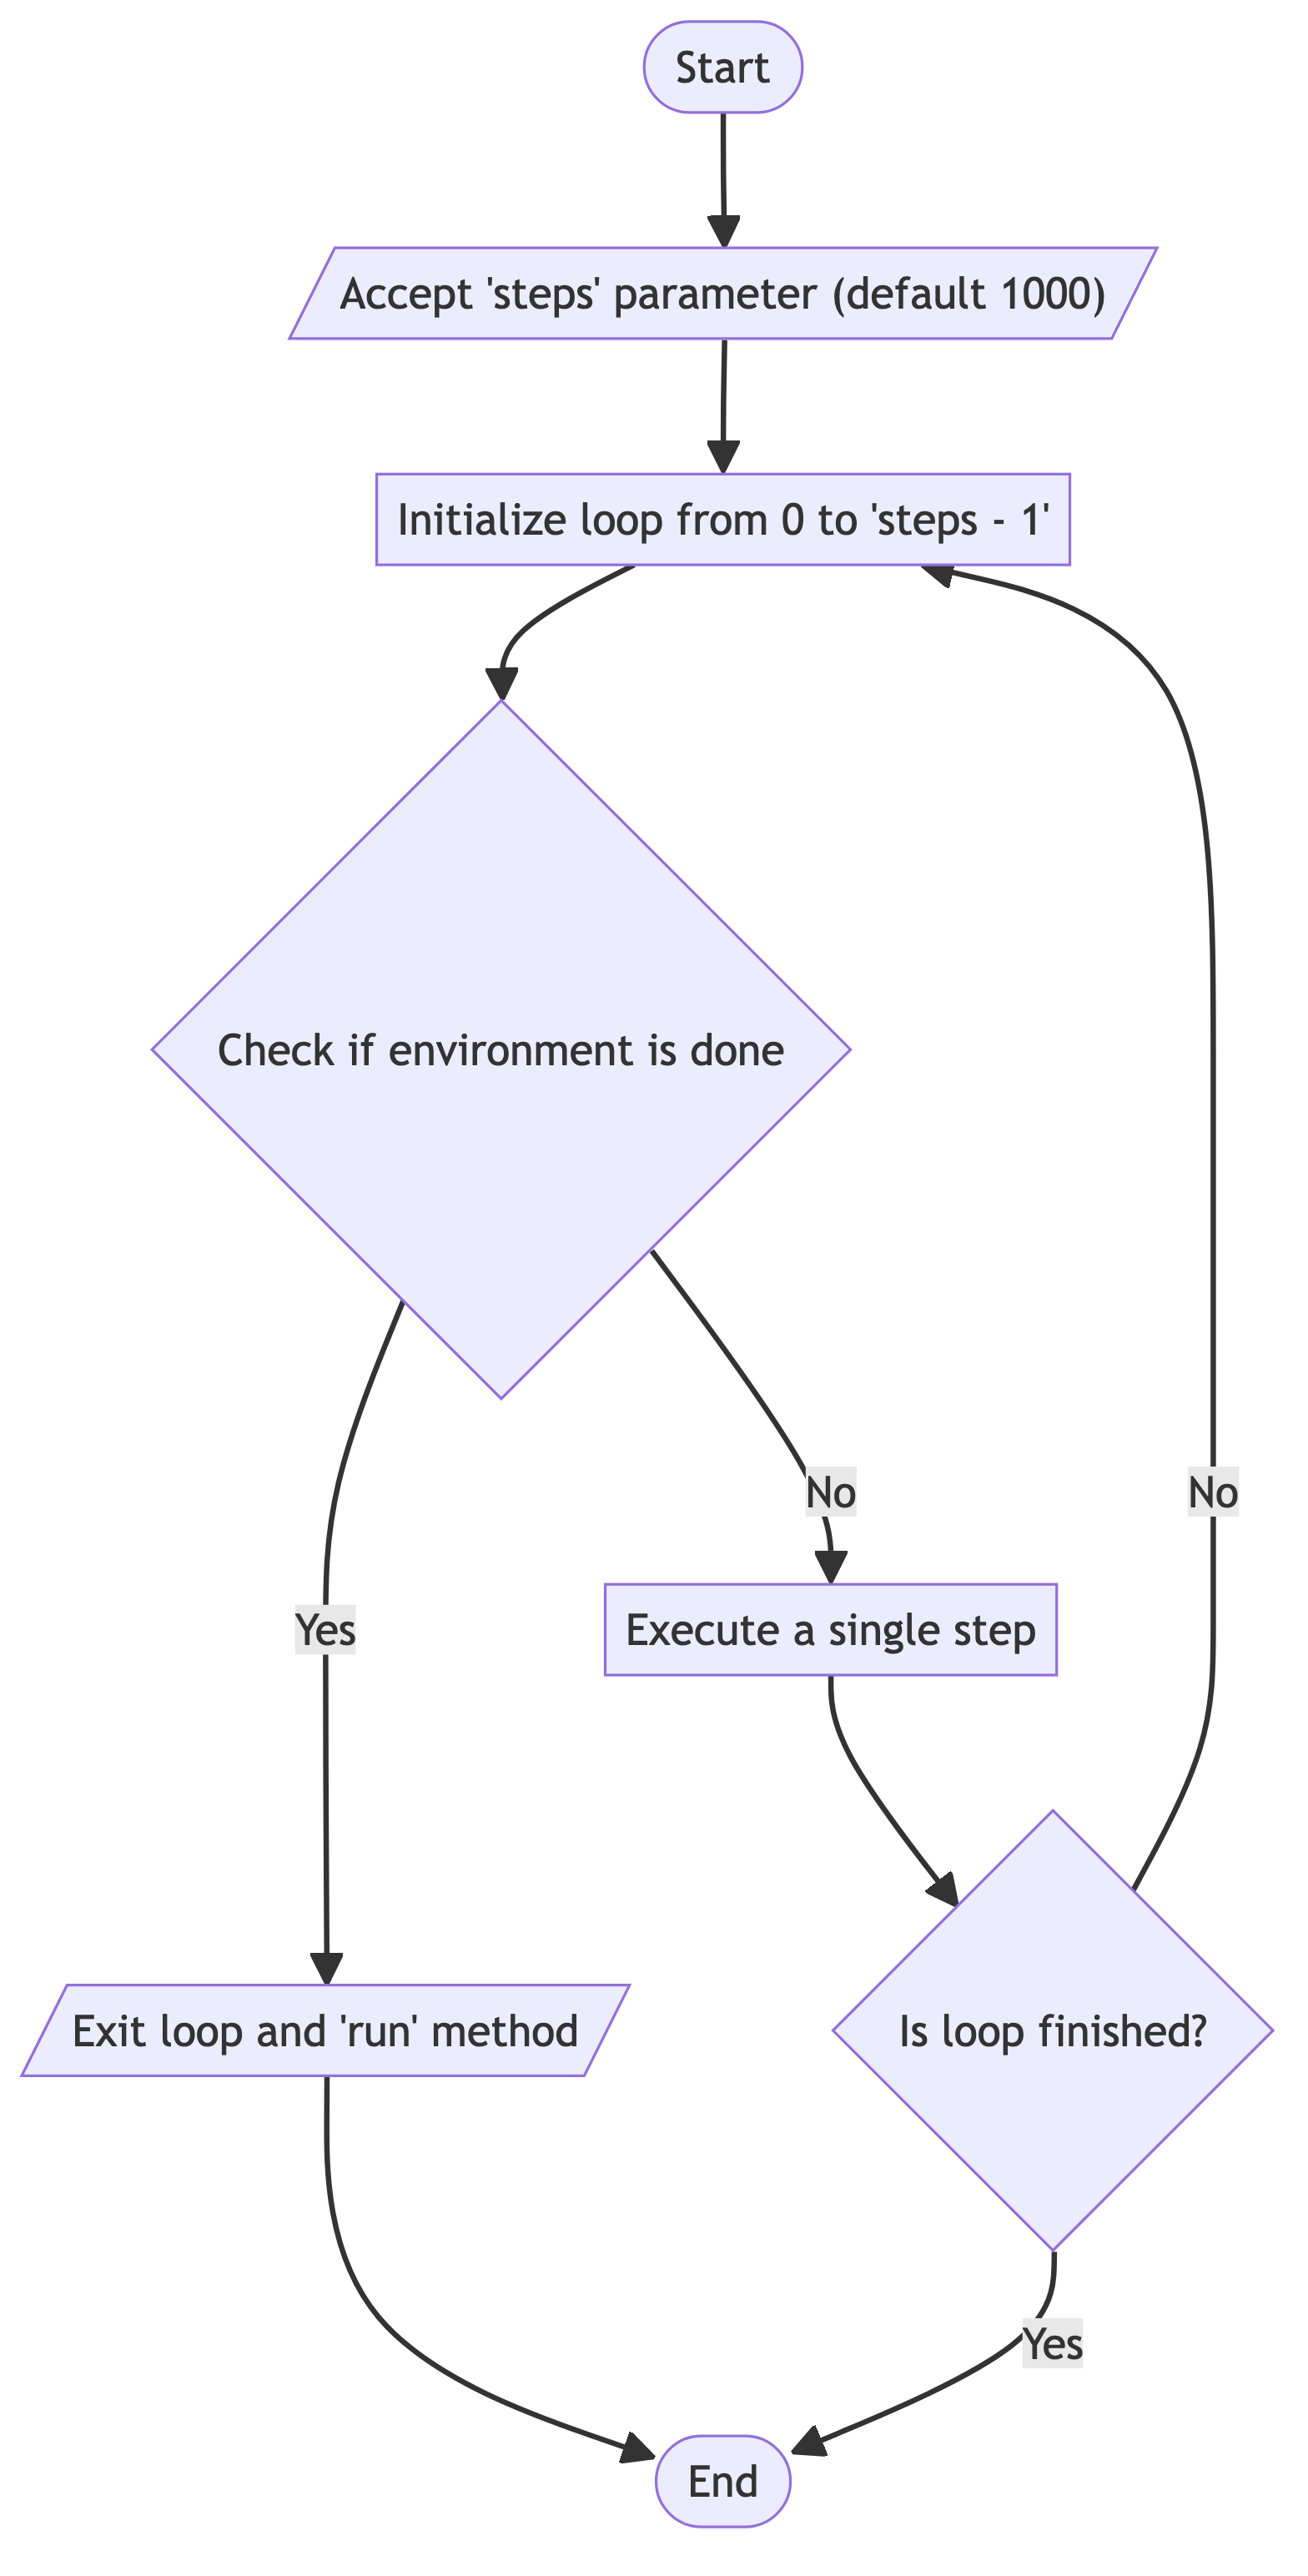 Start
Accept 'steps' parameter (default 1000)
Initialize loop from 0 to 'steps - 1'
Check if environment is done
No
No
Yes
Execute a single step
Exit loop and 'run' method
Is loop finished?
Yes
End